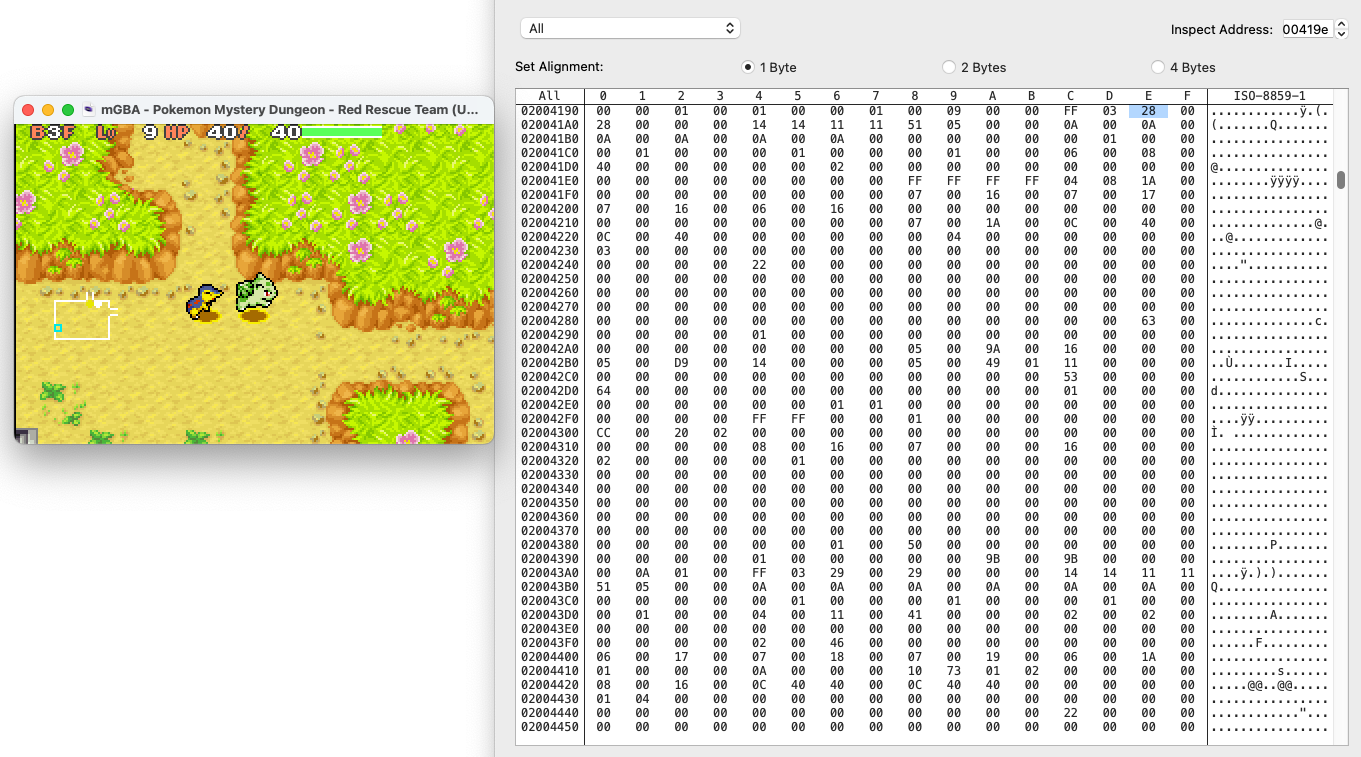 All
Inspect Address: 00419e
Set Alignment:
1 Byte
2 Bytes
4 Bytes
mGBA - Pokemon Mystery Dungeon - Red Rescue Team (U...
B3F Lv 9 HP 40/ 40
All 0 1 2 3 4 5 6 7 8 9 A B C D E F ISO-8859-1
02004190 00 00 01 00 01 00 00 01 00 09 00 00 FF 03 28 00 ............ÿ.(.
020041A0 28 00 00 00 14 14 11 11 51 05 00 00 0A 00 0A 00 (.......Q.......
020041B0 0A 00 0A 00 0A 00 0A 00 00 00 00 00 00 01 00 00 ................
020041C0 00 01 00 00 00 01 00 00 00 01 00 00 06 00 08 00 ................
020041D0 40 00 00 00 00 00 02 00 00 00 00 00 00 00 00 00 @...............
020041E0 00 00 00 00 00 00 00 00 FF FF FF FF 04 08 1A 00 ........ÿÿÿÿ....
020041F0 00 00 00 00 00 00 00 00 07 00 16 00 07 00 17 00 ................
02004200 07 00 16 00 06 00 16 00 00 00 00 00 00 00 00 00 ................
02004210 00 00 00 00 00 00 00 00 07 00 1A 00 0C 00 40 00 ..............@.
02004220 0C 00 40 00 00 00 00 00 00 04 00 00 00 00 00 00 ..@.............
02004230 03 00 00 00 00 00 00 00 00 00 00 00 00 00 00 00 ................
02004240 00 00 00 00 22 00 00 00 00 00 00 00 00 00 00 00 ...."...........
02004250 00 00 00 00 00 00 00 00 00 00 00 00 00 00 00 00 ................
02004260 00 00 00 00 00 00 00 00 00 00 00 00 00 00 00 00 ................
02004270 00 00 00 00 00 00 00 00 00 00 00 00 00 00 00 00 ................
02004280 00 00 00 00 00 00 00 00 00 00 00 00 00 00 63 00 ..............c.
02004290 00 00 00 00 01 00 00 00 00 00 00 00 00 00 00 00 ................
020042A0 00 00 00 00 00 00 00 00 05 00 9A 00 16 00 00 00 ................
020042B0 05 00 D9 00 14 00 00 00 05 00 49 01 11 00 00 00 ..Ù.......I.....
020042C0 00 00 00 00 00 00 00 00 00 00 00 00 53 00 00 00 ............S...
020042D0 64 00 00 00 00 00 00 00 00 00 00 00 01 00 00 00 d...............
020042E0 00 00 00 00 00 00 01 01 00 00 00 00 00 00 00 00 ................
020042F0 00 00 00 00 FF FF 00 00 01 00 00 00 00 00 00 00 ....ÿÿ..........
02004300 CC 00 20 02 00 00 00 00 00 00 00 00 00 00 00 00 Ì. .............
02004310 00 00 00 00 08 00 16 00 07 00 00 00 16 00 00 00 ................
02004320 02 00 00 00 00 01 00 00 00 00 00 00 00 00 00 00 ................
02004330 00 00 00 00 00 00 00 00 00 00 00 00 00 00 00 00 ................
02004340 00 00 00 00 00 00 00 00 00 00 00 00 00 00 00 00 ................
02004350 00 00 00 00 00 00 00 00 00 00 00 00 00 00 00 00 ................
02004360 00 00 00 00 00 00 00 00 00 00 00 00 00 00 00 00 ................
02004370 00 00 00 00 00 00 00 00 00 00 00 00 00 00 00 00 ................
02004380 00 00 00 00 00 00 01 00 50 00 00 00 00 00 00 00 ........P.......
02004390 00 00 00 00 01 00 00 00 00 00 9B 00 9B 00 00 00 ................
020043A0 00 0A 01 00 FF 03 29 00 29 00 00 00 14 14 11 11 ....ÿ.).).......
020043B0 51 05 00 00 0A 00 0A 00 0A 00 0A 00 0A 00 0A 00 Q...............
020043C0 00 00 00 00 00 01 00 00 00 01 00 00 00 01 00 00 ................
020043D0 00 01 00 00 04 00 11 00 41 00 00 00 02 00 02 00 ........A.......
020043E0 00 00 00 00 00 00 00 00 00 00 00 00 00 00 00 00 ................
020043F0 00 00 00 00 02 00 46 00 00 00 00 00 00 00 00 00 ......F.........
02004400 06 00 17 00 07 00 18 00 07 00 19 00 06 00 1A 00 ................
02004410 01 00 00 00 0A 00 00 00 10 73 01 02 00 00 00 00 .........s......
02004420 08 00 16 00 0C 40 40 00 0C 40 40 00 00 00 00 00 .....@@..@@.....
02004430 01 04 00 00 00 00 00 00 00 00 00 00 00 00 00 00 ................
02004440 00 00 00 00 00 00 00 00 00 00 00 00 22 00 00 00 ............"...
02004450 00 00 00 00 00 00 00 00 00 00 00 00 00 00 00 00 ................